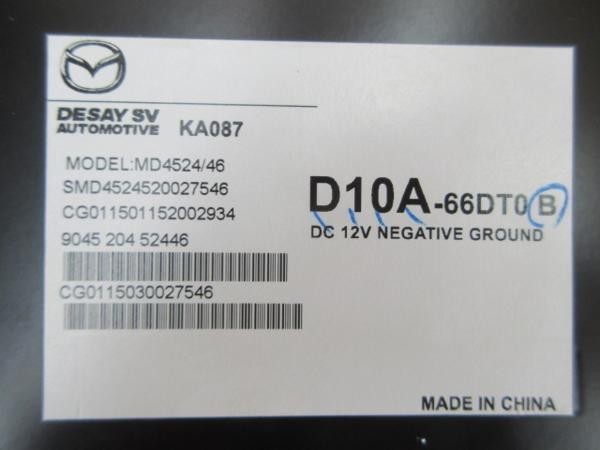 DESAY SV
AUTOMOTIVE KA087
MODEL:MD4524/46
SMD4524520027546
CG011501152002934
9045 204 52446
CG0115030027546
D10A-66DT0 B
DC 12V NEGATIVE GROUND
MADE IN CHINA